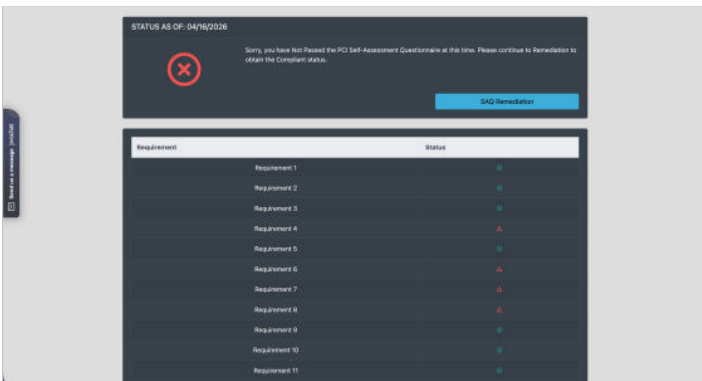 STATUS AS OF: 04/16/2026
Sorry, you have Not Passed the PCI Self-Assessment Questionnaire at this time. Please continue to Remediation to
obtain the Compliant status.
SAQ Remediation
Send us a message jivochat
Requirement Status
Requirement 1
Requirement 2
Requirement 3
Requirement 4
Requirement 5
Requirement 6
Requirement 7
Requirement 8
Requirement 9
Requirement 10
Requirement 11